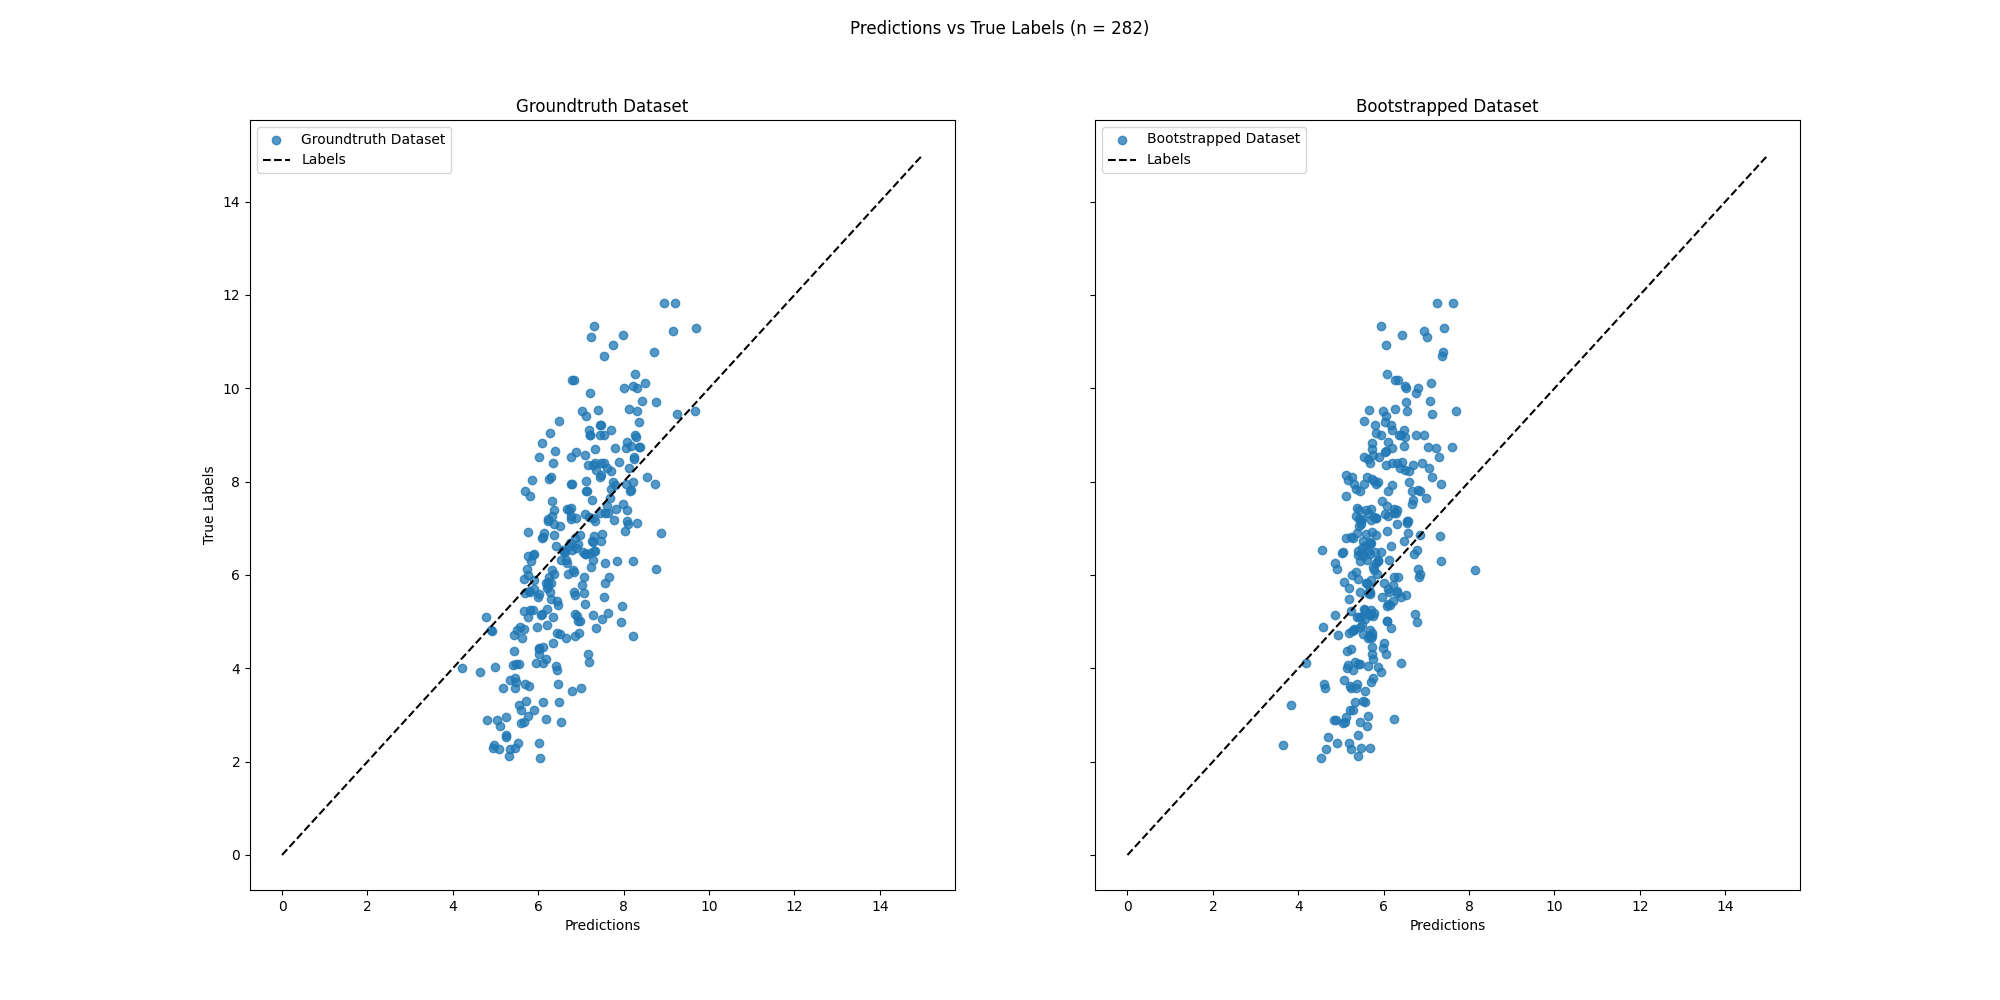 Predictions vs True Labels (n = 282)
Groundtruth Dataset
Groundtruth Dataset
Labels
True Labels
14
12
10
8
6
4
2
0
0 2 4 6 8 10 12 14
Predictions
Bootstrapped Dataset
Bootstrapped Dataset
Labels
0 2 4 6 8 10 12 14
Predictions